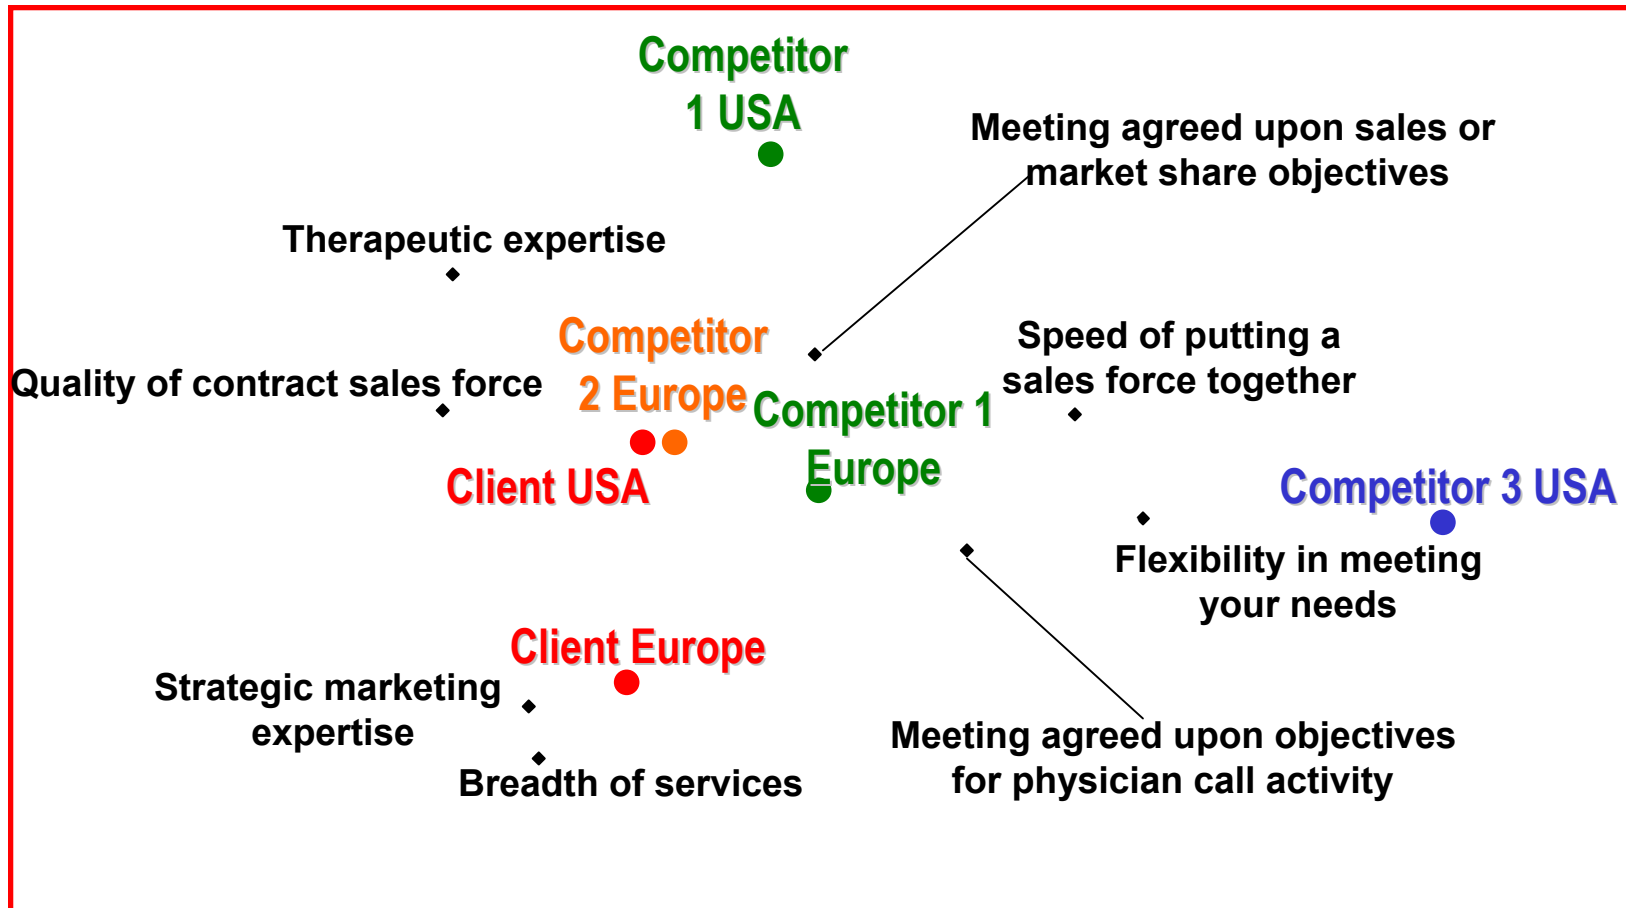 Competitor
1 USA
Meeting agreed upon sales or
market share objectives
Therapeutic expertise
Competitor
2 Europe
Speed of putting a
sales force together
Quality of contract sales force
Competitor 1
Europe
Client USA
Competitor 3 USA
Flexibility in meeting
your needs
Client Europe
Strategic marketing
expertise
Meeting agreed upon objectives
for physician call activity
Breadth of services